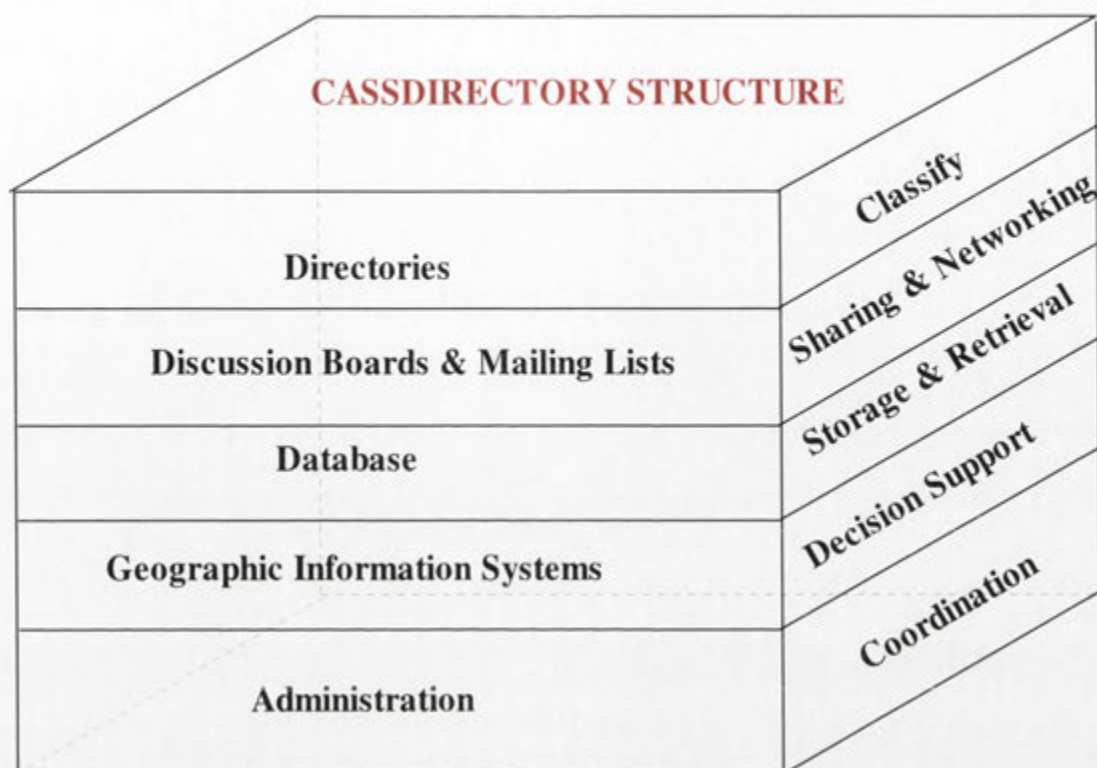 CASSDIRECTORY STRUCTURE
Directories
Classify
Discussion Boards & Mailing Lists
Sharing & Networking
Database
Storage & Retrieval
Geographic Information Systems
Decision Support
Administration
Coordination